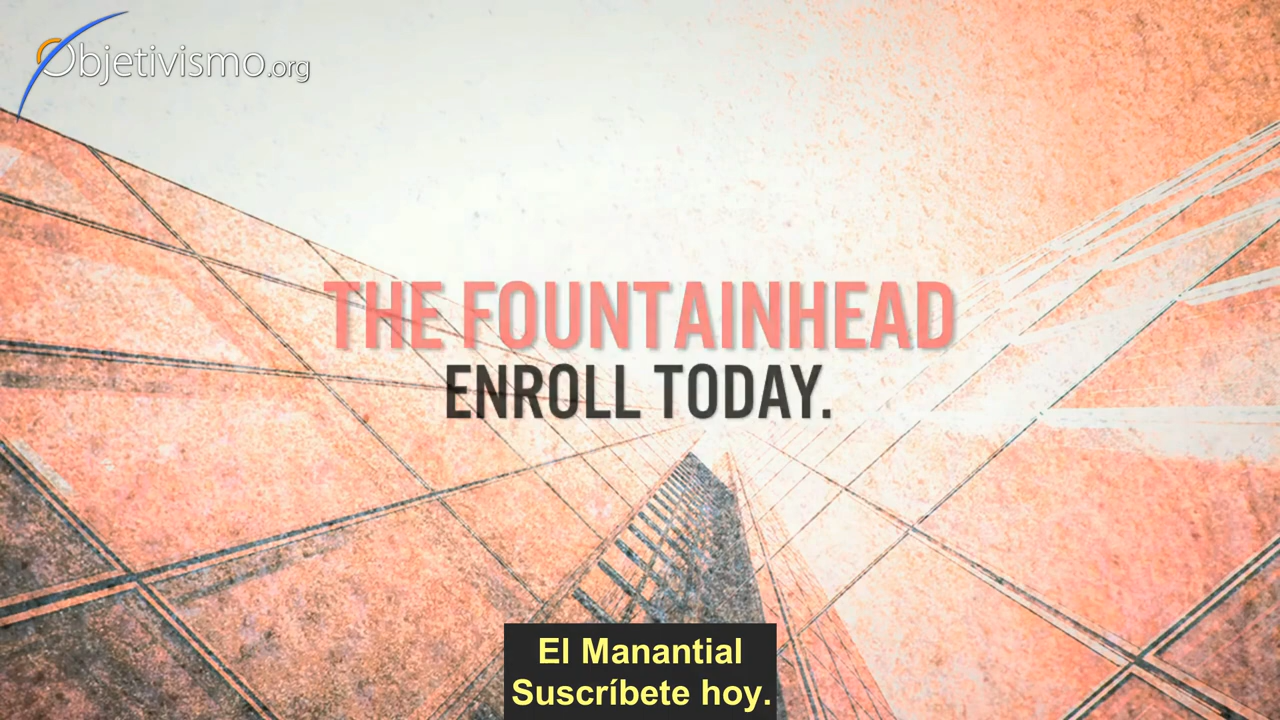 Objetivismo.org
THE FOUNTAINHEAD
ENROLL TODAY.
El Manantial
Suscríbete hoy.